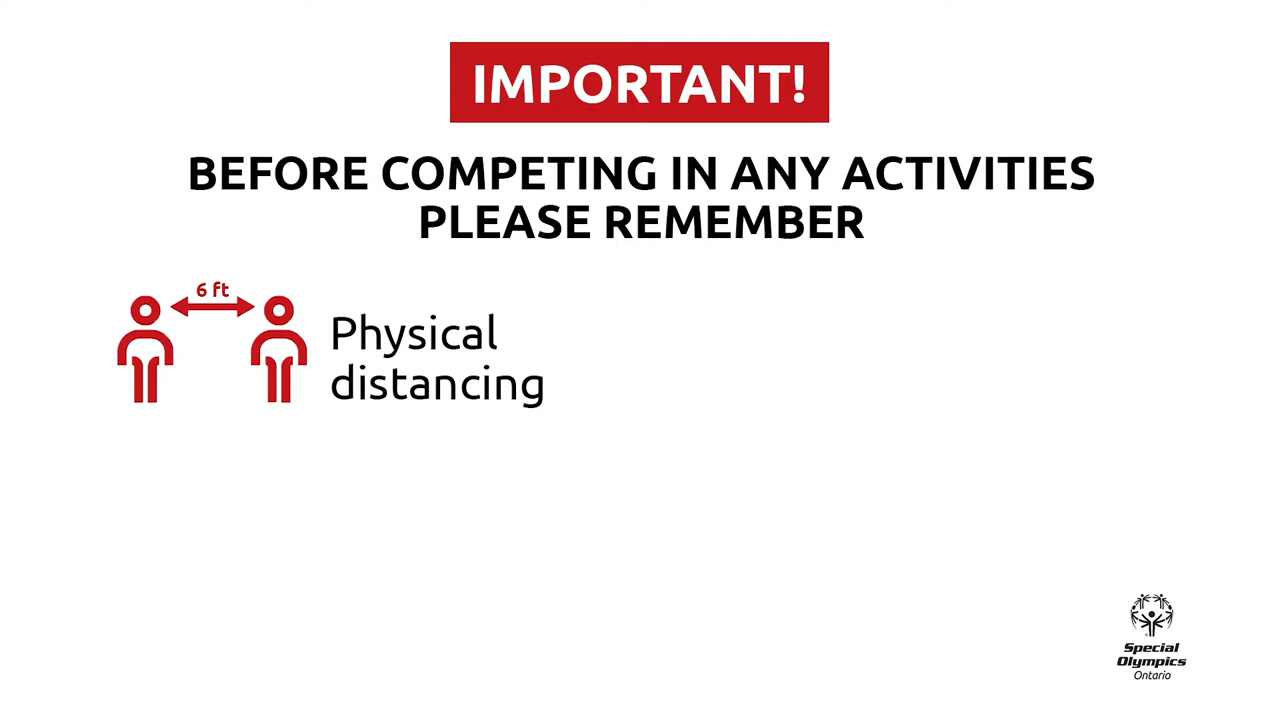 IMPORTANT!
BEFORE COMPETING IN ANY ACTIVITIES
PLEASE REMEMBER
6 ft
Physical
distancing
Special
Olympics
Ontario